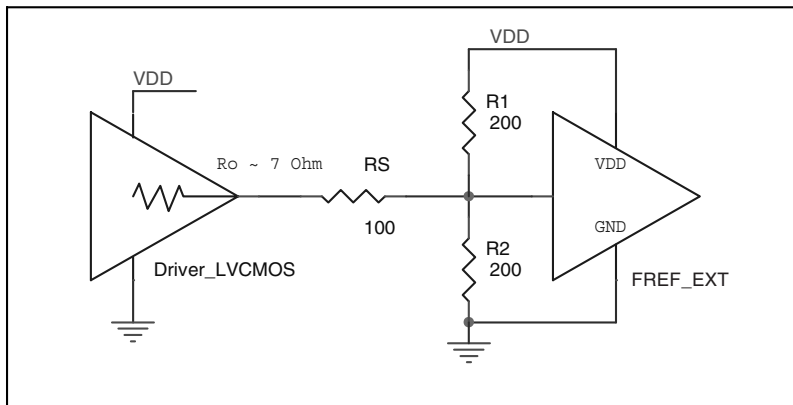 VDD
VDD
R1
200
Ro ~ 7 Ohm
RS
100
VDD
GND
R2
200
Driver_LVCMOS
FREF_EXT